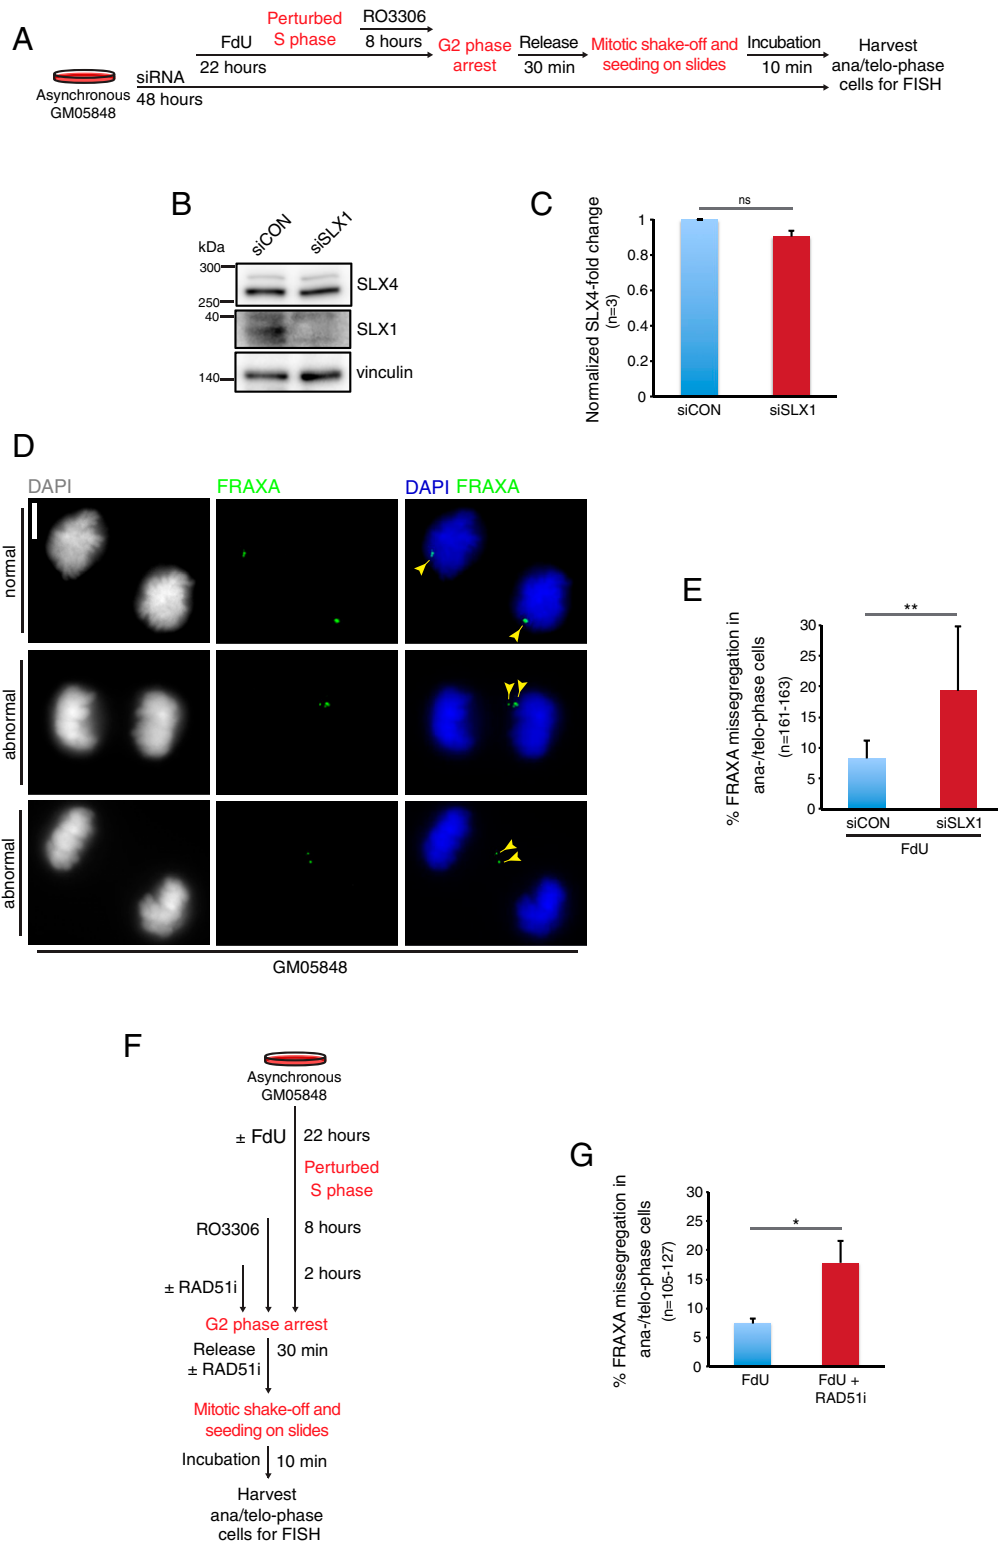 A
Asynchronous
GM05848
siRNA
48 hours
FdU
22 hours
Perturbed
S phase
RO3306
8 hours
G2 phase
arrest
Release
30 min
Mitotic shake-off and
seeding on slides
Incubation
10 min
Harvest
ana/telo-phase
cells for FISH
B
siCON
siSLX1
kDa
300
250
SLX4
40
SLX1
140
vinculin
C
Normalized SLX4-fold change
(n=3)
ns
1
0.8
0.6
0.4
0.2
0
siCON
siSLX1
D
DAPI
FRAXA
DAPI FRAXA
normal
abnormal
abnormal
GM05848
E
% FRAXA missegregation in
ana-/telo-phase cells
(n=161-163)
**
30
25
20
15
10
5
0
siCON
siSLX1
FdU
F
Asynchronous
GM05848
± FdU
22 hours
Perturbed
S phase
RO3306
8 hours
± RAD51i
2 hours
G2 phase arrest
Release
± RAD51i
30 min
Mitotic shake-off and
seeding on slides
Incubation
10 min
Harvest
ana/telo-phase
cells for FISH
G
% FRAXA missegregation in
ana-/telo-phase cells
(n=105-127)
*
30
25
20
15
10
5
0
FdU
FdU +
RAD51i